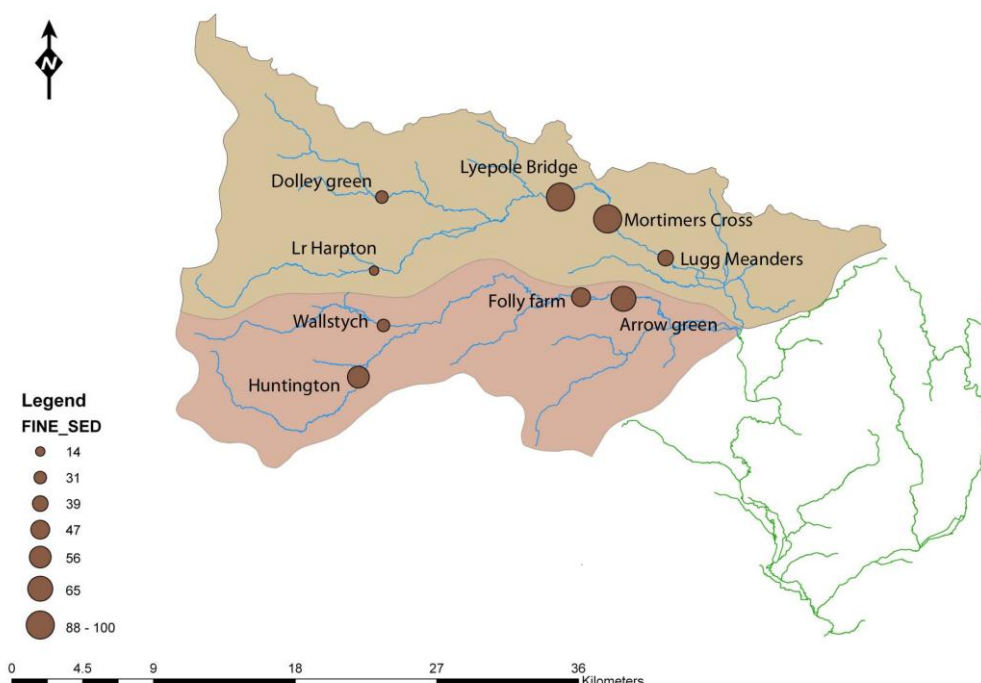 N
Lyepole Bridge
Dolley green
Mortimers Cross
Lr Harpton
Lugg Meanders
Folly farm
Wallstych
Arrow green
Huntington
Legend
FINE_SED
14
31
39
47
56
65
88 - 100
0 4.5 9 18 27 36
Kilometers